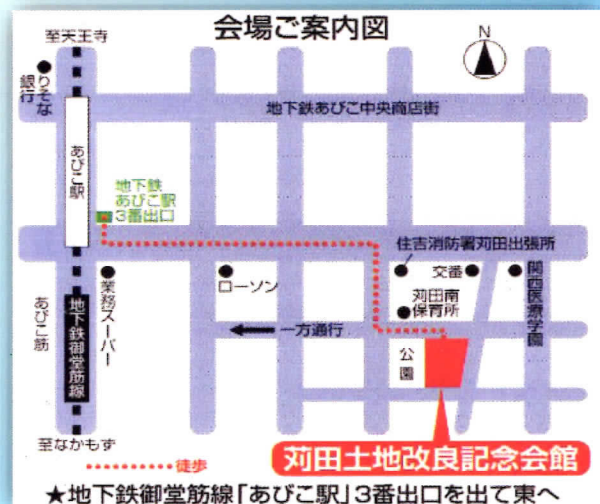 会場ご案内図
N
至天王寺
りそな
銀行
地下鉄あびこ中央商店街
あびこ駅
地下鉄
あびこ駅
3番出口
住吉消防署苅田出張所
交番
関西医療学園
業務スーパー
ローソン
苅田南
保育所
あびこ筋
地下鉄御堂筋線
一方通行
公園
至なかもず
徒歩
苅田土地改良記念会館
★地下鉄御堂筋線「あびこ駅」3番出口を出て東へ